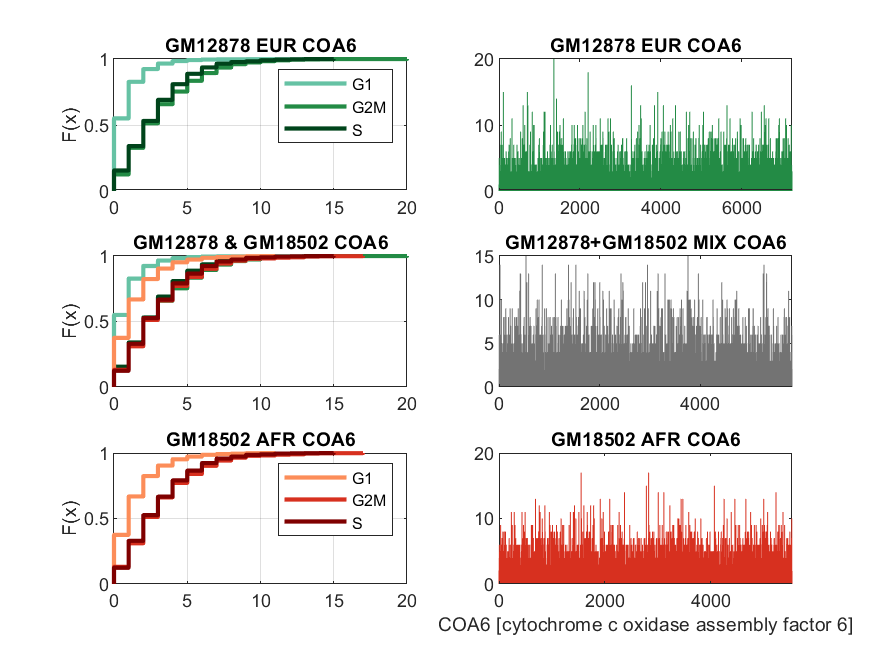 GM12878 EUR COA6
F(x)
1
0.5
0
0 5 10 15 20
G1
G2M
S
GM12878 EUR COA6
20
10
0
0 2000 4000 6000
GM12878 & GM18502 COA6
F(x)
1
0.5
0
0 5 10 15 20
GM12878+GM18502 MIX COA6
15
10
5
0
0 2000 4000
GM18502 AFR COA6
F(x)
1
0.5
0
0 5 10 15 20
G1
G2M
S
GM18502 AFR COA6
20
10
0
0 2000 4000
COA6 [cytochrome c oxidase assembly factor 6]